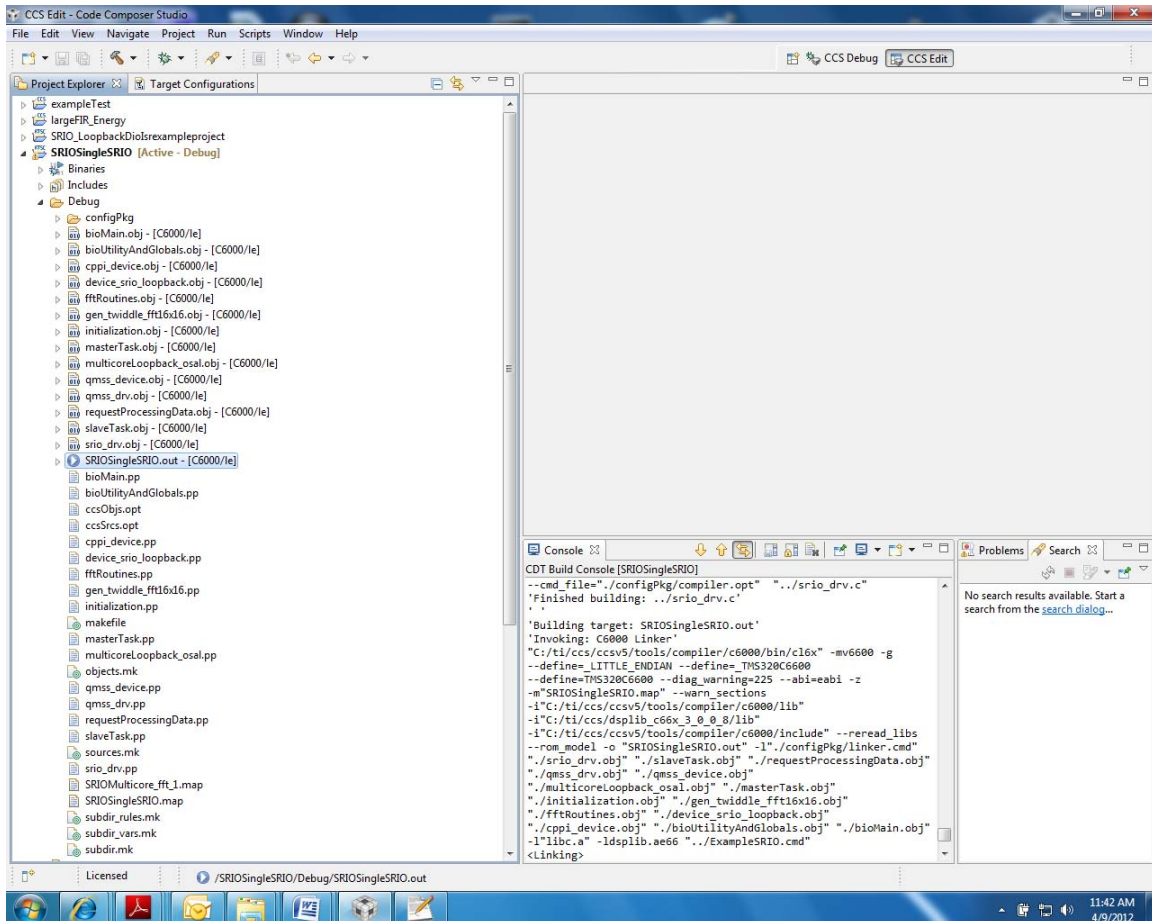 CCS Edit - Code Composer Studio
File Edit View Navigate Project Run Scripts Window Help
CCS Debug CCS Edit
Project Explorer Target Configurations
exampleTest
largeFIR_Energy
SRIO_LoopbackDioIsrexampleproject
SRIOSingleSRIO [Active - Debug]
Binaries
Includes
Debug
configPkg
bioMain.obj - [C6000/le]
bioUtilityAndGlobals.obj - [C6000/le]
cppi_device.obj - [C6000/le]
device_srio_loopback.obj - [C6000/le]
fftRoutines.obj - [C6000/le]
gen_twiddle_fft16x16.obj - [C6000/le]
initialization.obj - [C6000/le]
masterTask.obj - [C6000/le]
multicoreLoopback_osal.obj - [C6000/le]
qmss_device.obj - [C6000/le]
qmss_drv.obj - [C6000/le]
requestProcessingData.obj - [C6000/le]
slaveTask.obj - [C6000/le]
srio_drv.obj - [C6000/le]
SRIOSingleSRIO.out - [C6000/le]
bioMain.pp
bioUtilityAndGlobals.pp
ccsObjs.opt
ccsSrcs.opt
cppi_device.pp
device_srio_loopback.pp
fftRoutines.pp
gen_twiddle_fft16x16.pp
initialization.pp
makefile
masterTask.pp
multicoreLoopback_osal.pp
objects.mk
qmss_device.pp
qmss_drv.pp
requestProcessingData.pp
slaveTask.pp
sources.mk
srio_drv.pp
SRIOMulticore_fft_1.map
SRIOSingleSRIO.map
subdir_rules.mk
subdir_vars.mk
subdir.mk
Console
CDT Build Console [SRIOSingleSRIO]
--cmd_file="./configPkg/compiler.opt" "../srio_drv.c"
'Finished building: ../srio_drv.c'
' '
'Building target: SRIOSingleSRIO.out'
'Invoking: C6000 Linker'
"C:/ti/ccs/ccsv5/tools/compiler/c6000/bin/cl6x" -mv6600 -g
--define=_LITTLE_ENDIAN --define=_TMS320C6600
--define=TMS320C6600 --diag_warning=225 --abi=eabi -z
-m"SRIOSingleSRIO.map" --warn_sections
-i"C:/ti/ccs/ccsv5/tools/compiler/c6000/lib"
-i"C:/ti/ccs/dsplib_c66x_3_0_0_8/lib"
-i"C:/ti/ccs/ccsv5/tools/compiler/c6000/include" --reread_libs
--rom_model -o "SRIOSingleSRIO.out" -l"./configPkg/linker.cmd"
"./srio_drv.obj" "./slaveTask.obj" "./requestProcessingData.obj"
"./qmss_drv.obj" "./qmss_device.obj"
"./multicoreLoopback_osal.obj" "./masterTask.obj"
"./initialization.obj" "./gen_twiddle_fft16x16.obj"
"./fftRoutines.obj" "./device_srio_loopback.obj"
"./cppi_device.obj" "./bioUtilityAndGlobals.obj" "./bioMain.obj"
-l"libc.a" -ldsplib.ae66 "../ExampleSRIO.cmd"
<Linking>
Problems Search
No search results available. Start a
search from the search dialog...
Licensed /SRIOSingleSRIO/Debug/SRIOSingleSRIO.out
11:42 AM
4/9/2012